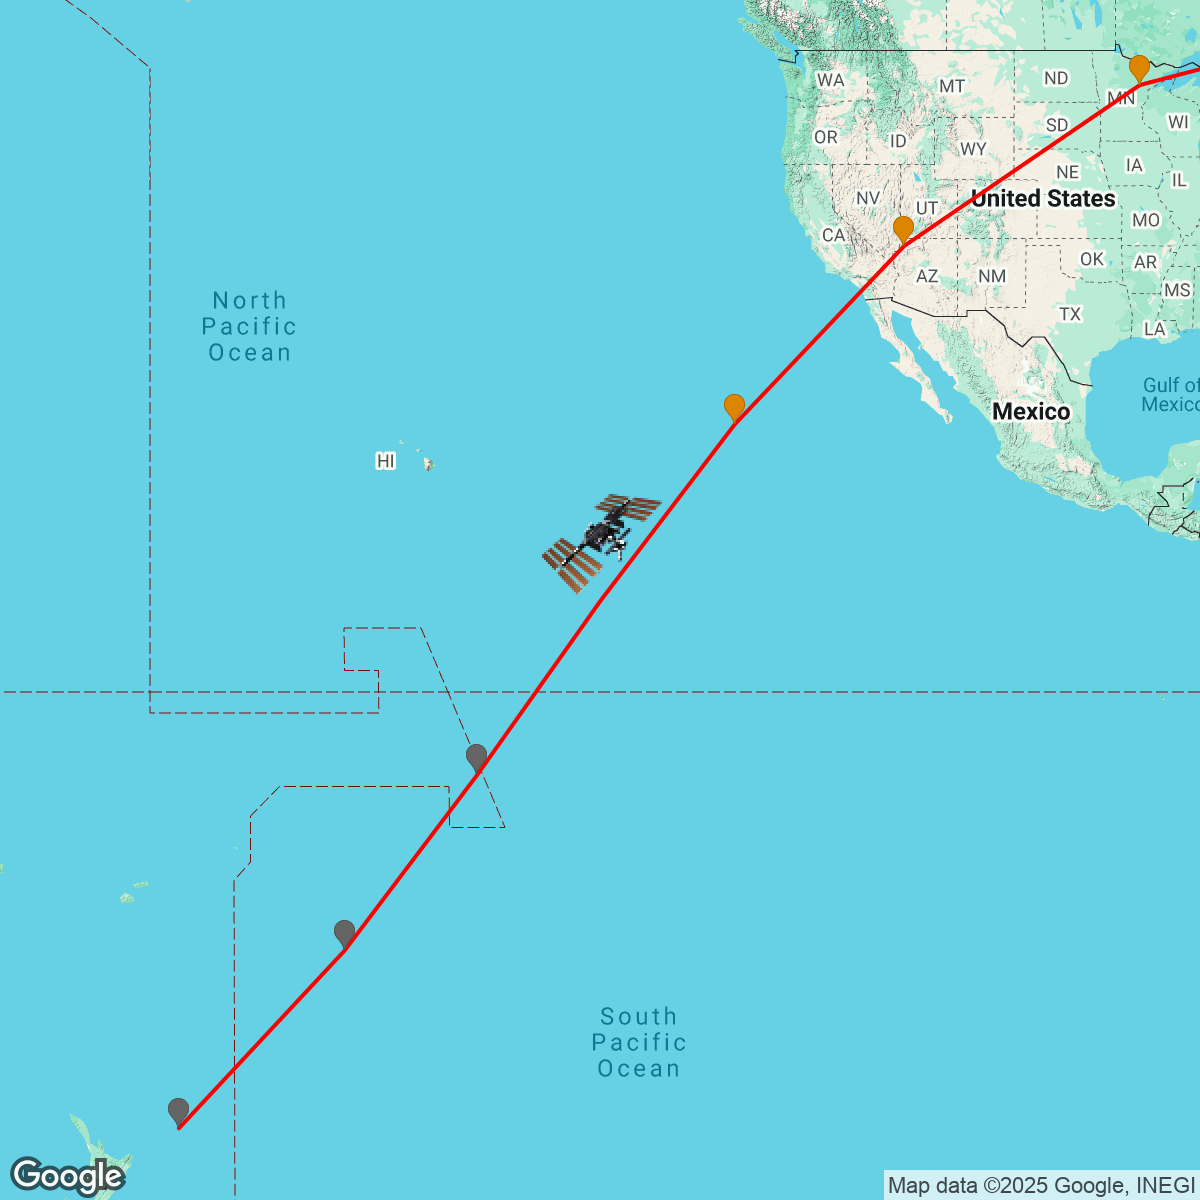 WA
MT
ND
MN
OR
ID
SD
WI
WY
IA
NE
IL
NV
UT
United States
CA
MO
OK
AR
AZ
NM
MS
TX
LA
North
Pacific
Ocean
Gulf of
Mexico
Mexico
HI
South
Pacific
Ocean
Google
Map data ©2025 Google, INEGI